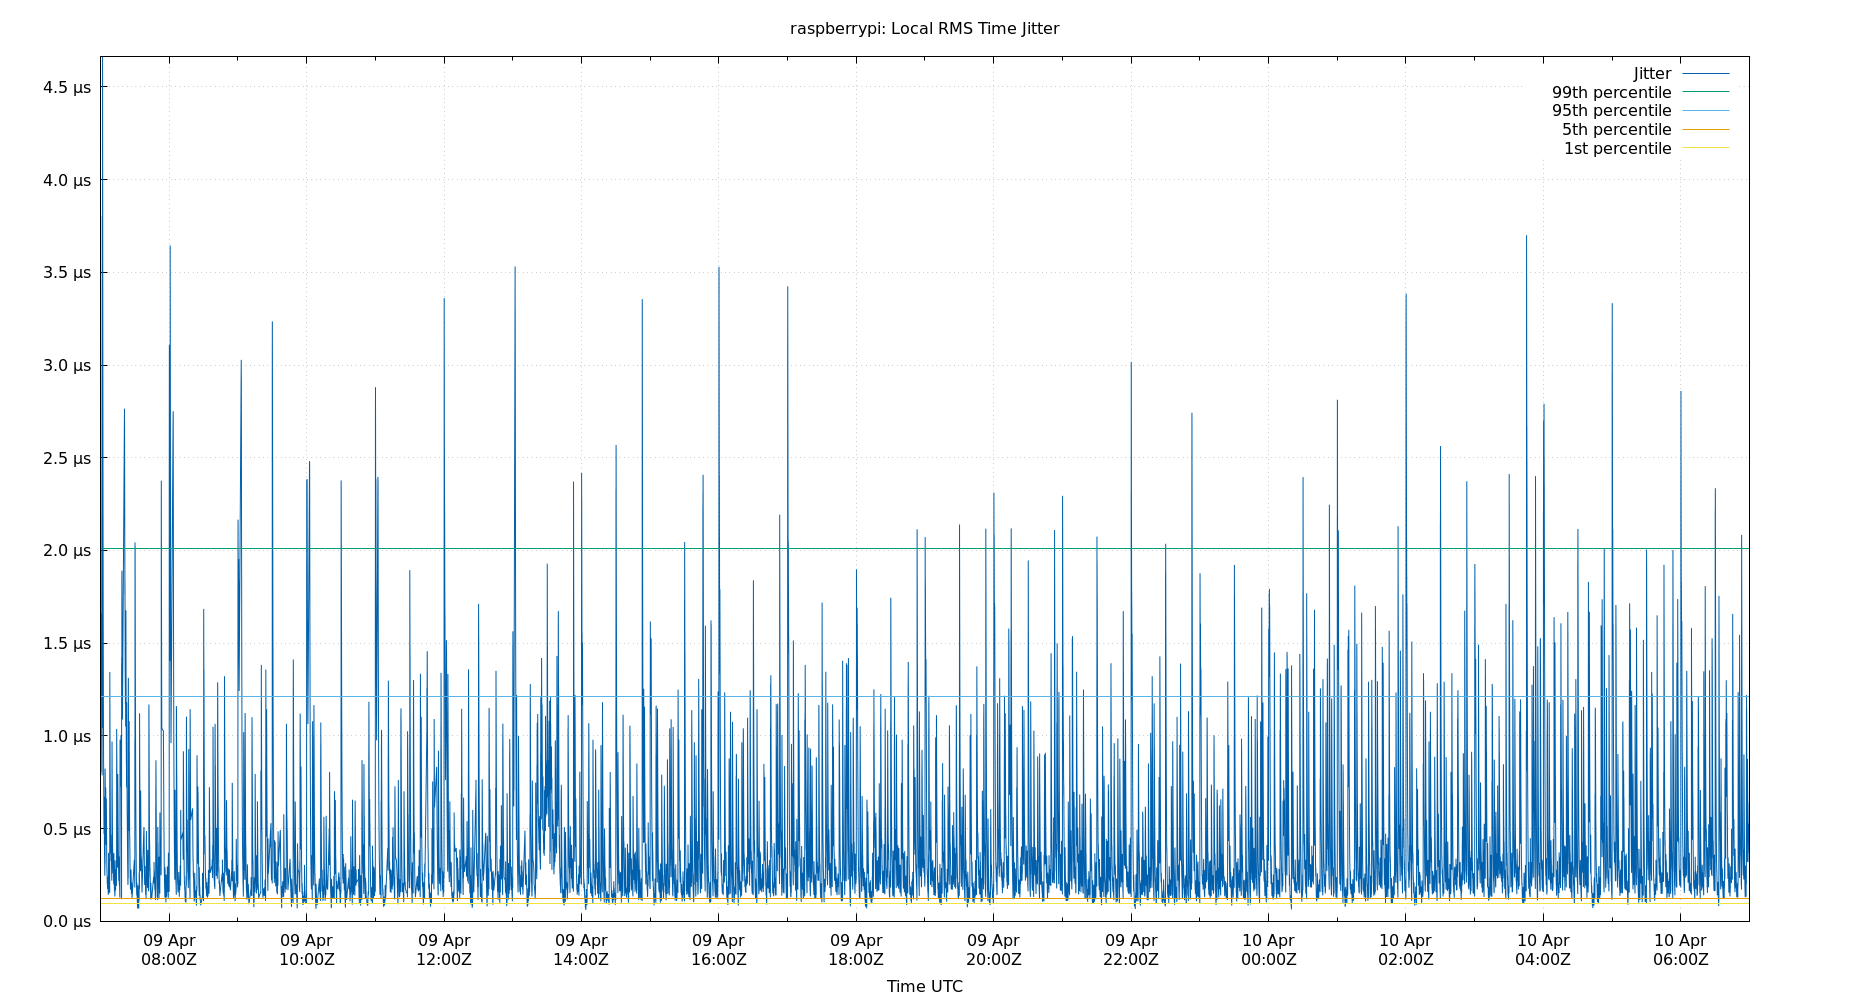 raspberrypi: Local RMS Time Jitter
Jitter
99th percentile
95th percentile
5th percentile
1st percentile
4.5 µs
4.0 µs
3.5 µs
3.0 µs
2.5 µs
2.0 µs
1.5 µs
1.0 µs
0.5 µs
0.0 µs
09 Apr 09 Apr 09 Apr 09 Apr 09 Apr 09 Apr 09 Apr 09 Apr 10 Apr 10 Apr 10 Apr 10 Apr
08:00Z 10:00Z 12:00Z 14:00Z 16:00Z 18:00Z 20:00Z 22:00Z 00:00Z 02:00Z 04:00Z 06:00Z
Time UTC